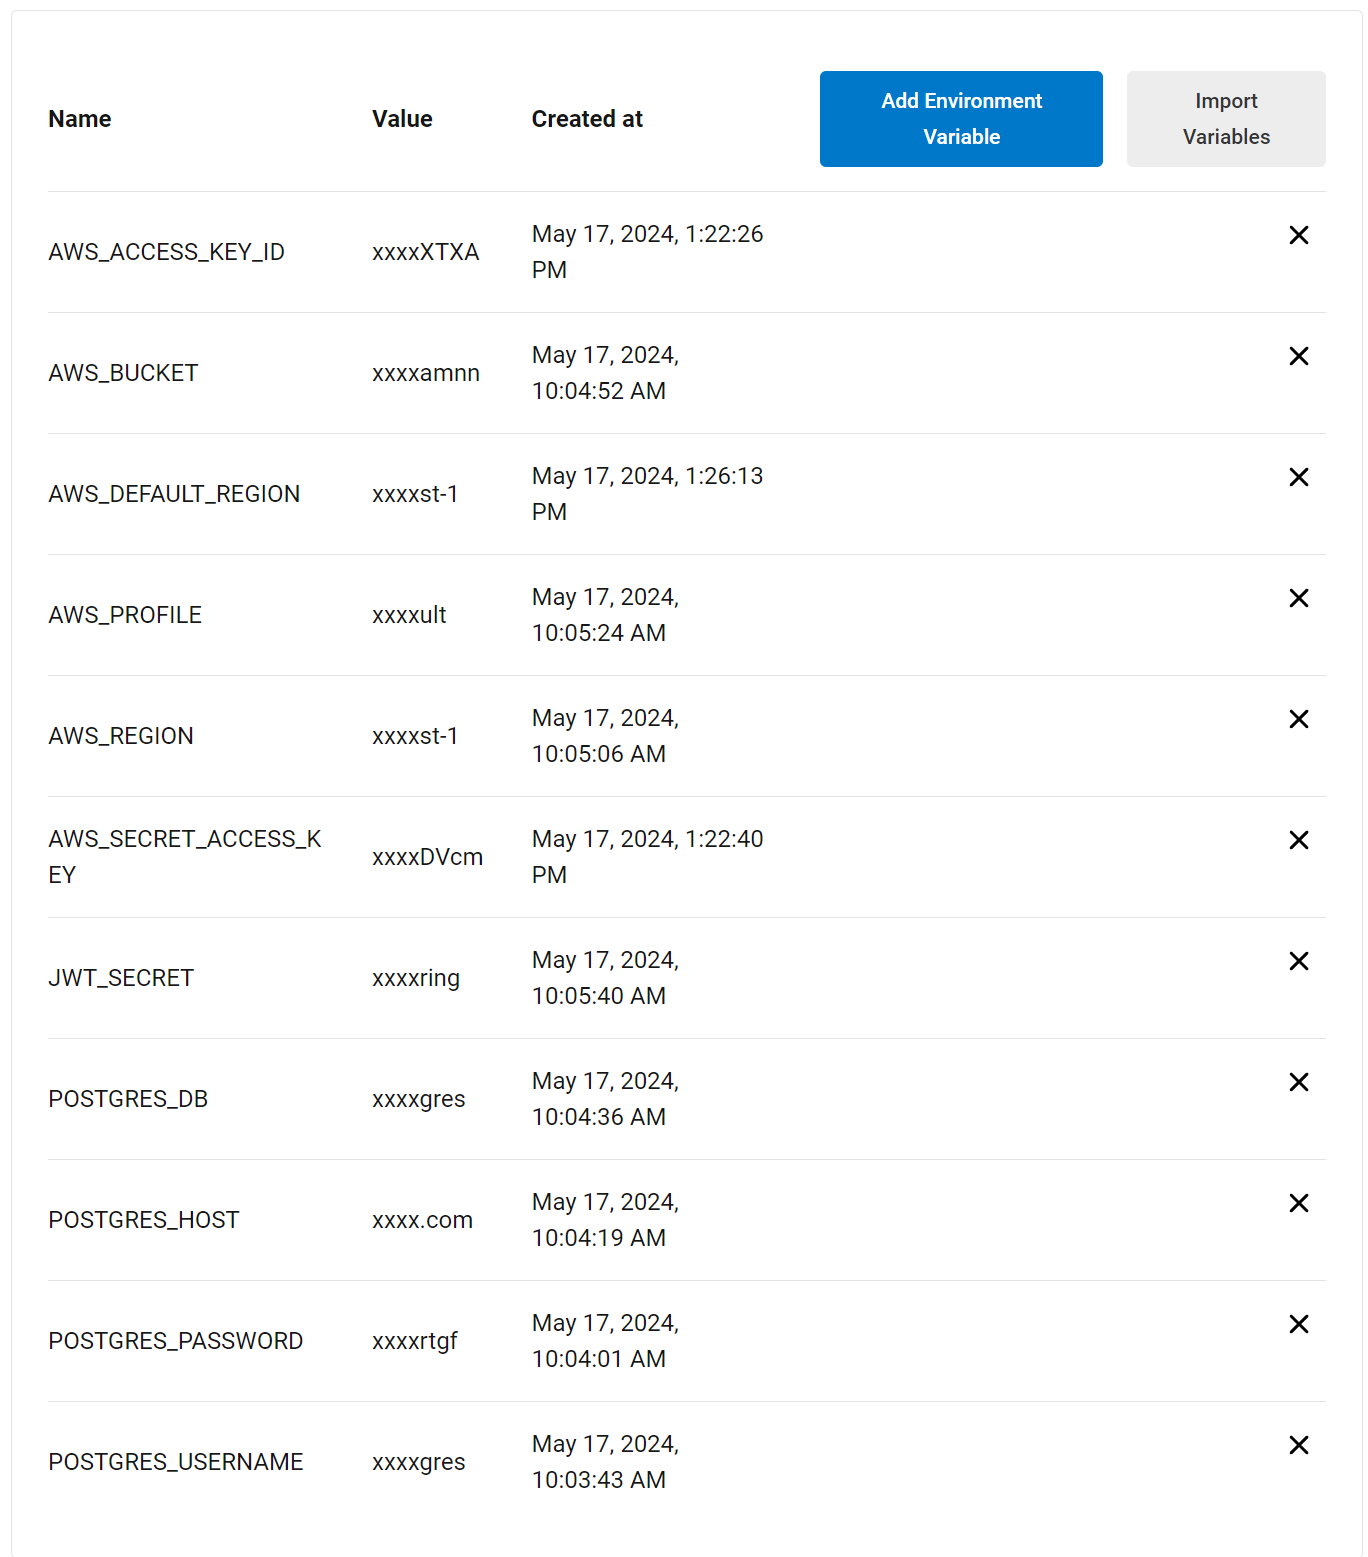 Name Value Created at Add Environment Variable Import Variables
AWS_ACCESS_KEY_ID xxxxXTXA May 17, 2024, 1:22:26 PM
AWS_BUCKET xxxxamnn May 17, 2024, 10:04:52 AM
AWS_DEFAULT_REGION xxxxst-1 May 17, 2024, 1:26:13 PM
AWS_PROFILE xxxxult May 17, 2024, 10:05:24 AM
AWS_REGION xxxxst-1 May 17, 2024, 10:05:06 AM
AWS_SECRET_ACCESS_KEY xxxxDVcm May 17, 2024, 1:22:40 PM
JWT_SECRET xxxxring May 17, 2024, 10:05:40 AM
POSTGRES_DB xxxxgres May 17, 2024, 10:04:36 AM
POSTGRES_HOST xxxx.com May 17, 2024, 10:04:19 AM
POSTGRES_PASSWORD xxxxrtgf May 17, 2024, 10:04:01 AM
POSTGRES_USERNAME xxxxgres May 17, 2024, 10:03:43 AM